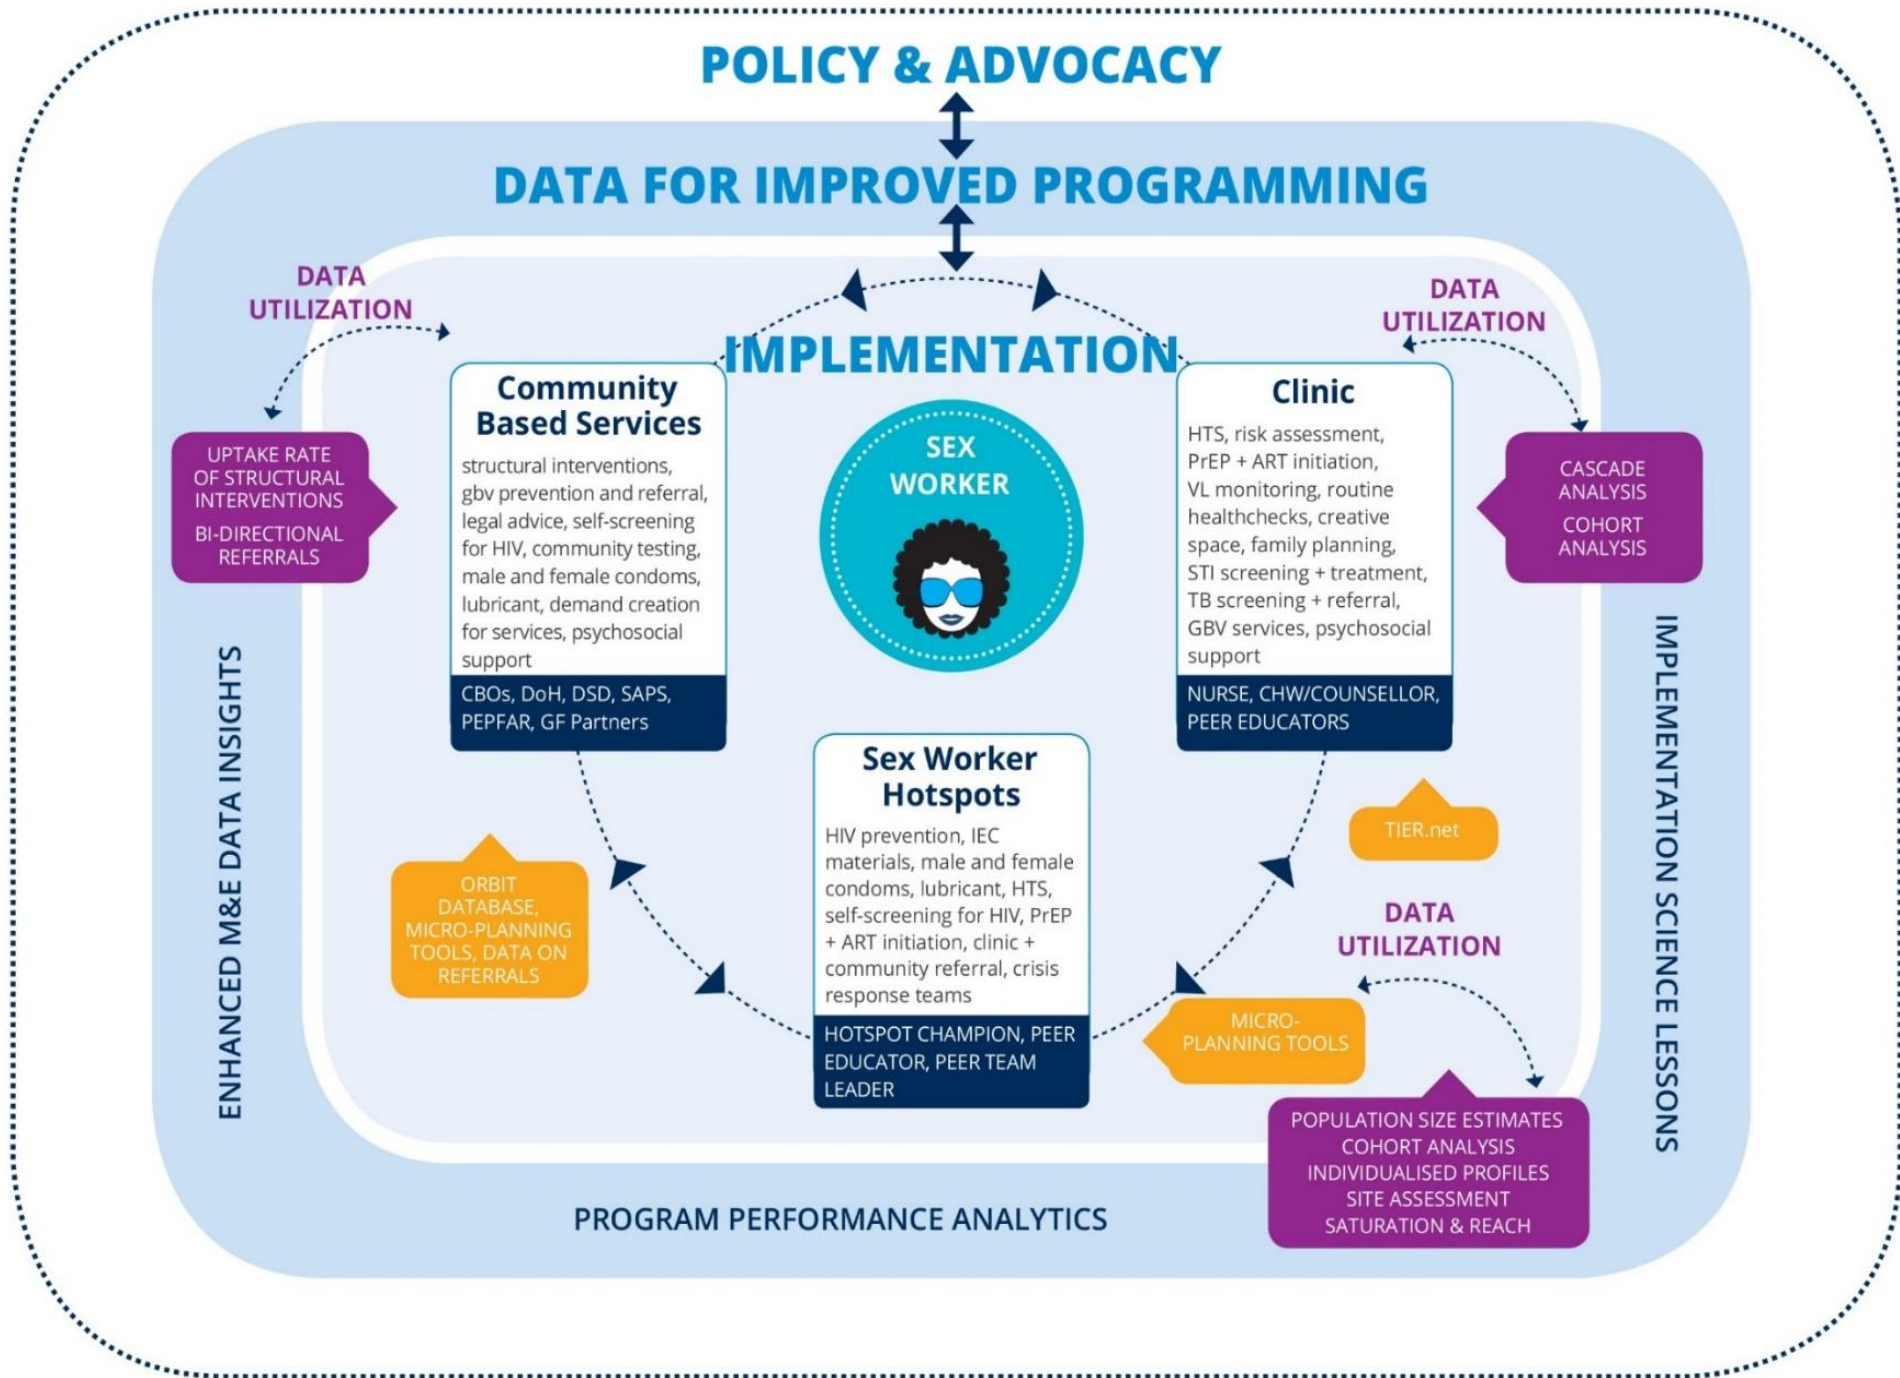 POLICY & ADVOCACY
DATA FOR IMPROVED PROGRAMMING
DATA
UTILIZATION
DATA
UTILIZATION
IMPLEMENTATION
Community
Based Services
structural interventions,
gbv prevention and referral,
legal advice, self-screening
for HIV, community testing,
male and female condoms,
lubricant, demand creation
for services, psychosocial
support
CBOs, DoH, DSD, SAPS,
PEPFAR, GF Partners
SEX
WORKER
Clinic
HTS, risk assessment,
PrEP + ART initiation,
VL monitoring, routine
healthchecks, creative
space, family planning,
STI screening + treatment,
TB screening + referral,
GBV services, psychosocial
support
NURSE, CHW/COUNSELLOR,
PEER EDUCATORS
UPTAKE RATE
OF STRUCTURAL
INTERVENTIONS
BI-DIRECTIONAL
REFERRALS
CASCADE
ANALYSIS
COHORT
ANALYSIS
Sex Worker
Hotspots
HIV prevention, IEC
materials, male and female
condoms, lubricant, HTS,
self-screening for HIV, PrEP
+ ART initiation, clinic +
community referral, crisis
response teams
HOTSPOT CHAMPION, PEER
EDUCATOR, PEER TEAM
LEADER
ORBIT
DATABASE,
MICRO-PLANNING
TOOLS, DATA ON
REFERRALS
TIER.net
DATA
UTILIZATION
MICRO-
PLANNING TOOLS
POPULATION SIZE ESTIMATES
COHORT ANALYSIS
INDIVIDUALISED PROFILES
SITE ASSESSMENT
SATURATION & REACH
ENHANCED M&E DATA INSIGHTS
IMPLEMENTATION SCIENCE LESSONS
PROGRAM PERFORMANCE ANALYTICS